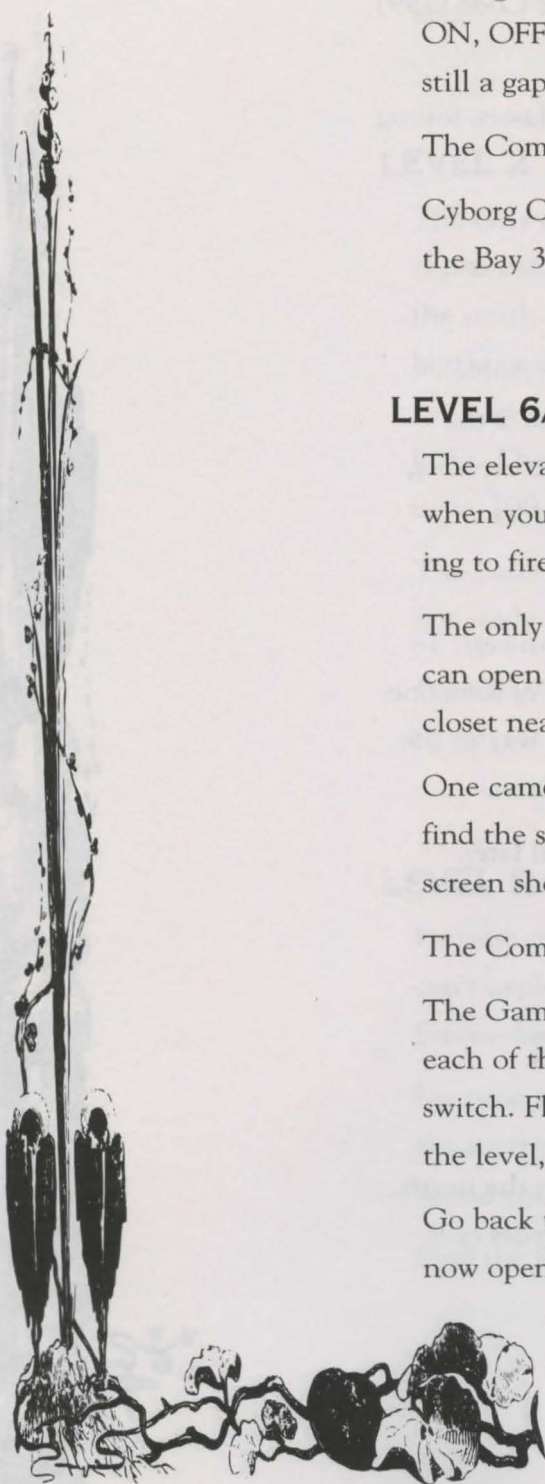 ON, OFF
still a gap
The Com
Cyborg C
the Bay 3
LEVEL 6
The eleva
when you
ing to fire
The only
can open
closet nea
One came
find the s
screen sho
The Com
The Gam
each of th
switch. Fl
the level,
Go back
now open